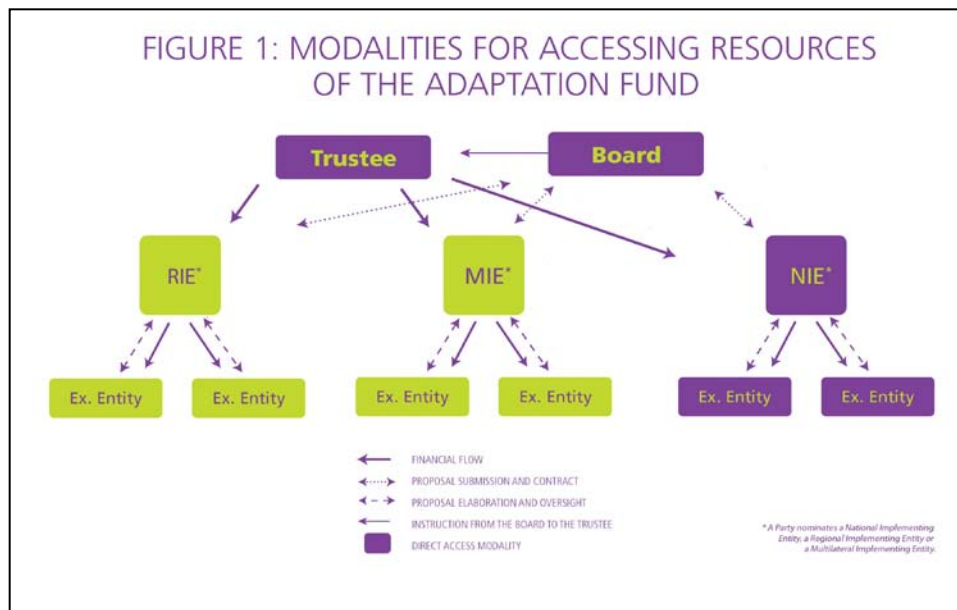 FIGURE 1: MODALITIES FOR ACCESSING RESOURCES
OF THE ADAPTATION FUND
Trustee
Board
RIE*
MIE*
NIE*
Ex. Entity
Ex. Entity
Ex. Entity
Ex. Entity
Ex. Entity
Ex. Entity
FINANCIAL FLOW
PROPOSAL SUBMISSION AND CONTRACT
PROPOSAL ELABORATION AND OVERSIGHT
INSTRUCTION FROM THE BOARD TO THE TRUSTEE
DIRECT ACCESS MODALITY
* A Party nominates a National Implementing
Entity, a Regional Implementing Entity or
a Multilateral Implementing Entity.